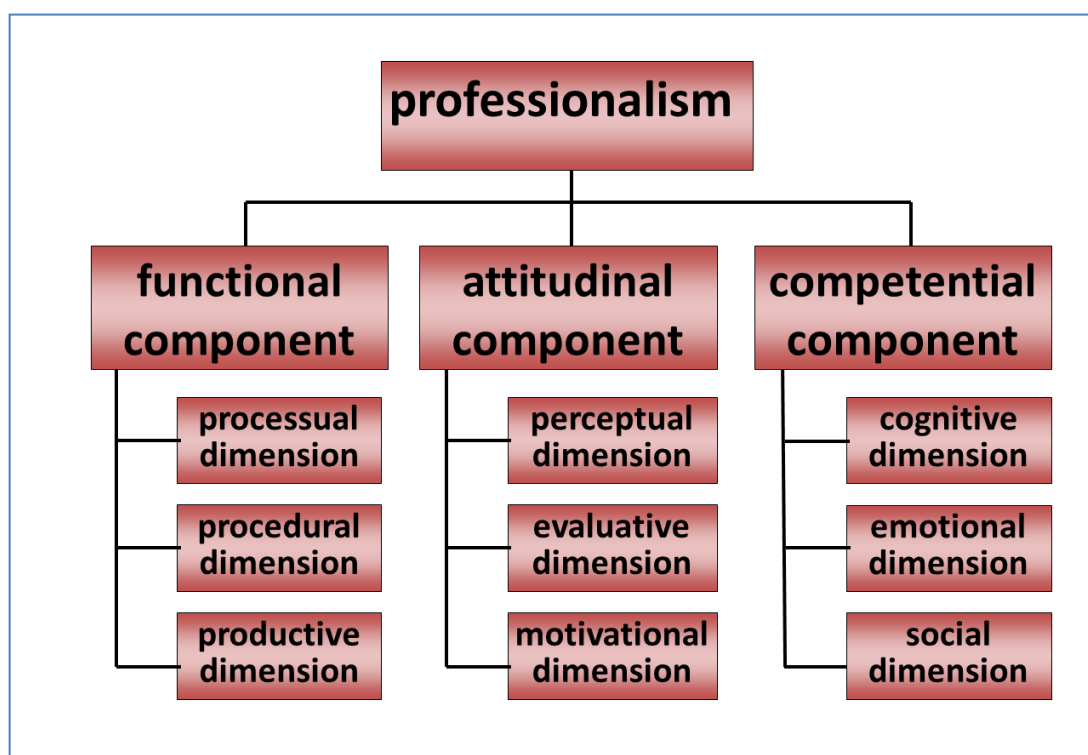 professionalism
functional
component
attitudinal
component
competential
component
processual
dimension
procedural
dimension
productive
dimension
perceptual
dimension
evaluative
dimension
motivational
dimension
cognitive
dimension
emotional
dimension
social
dimension